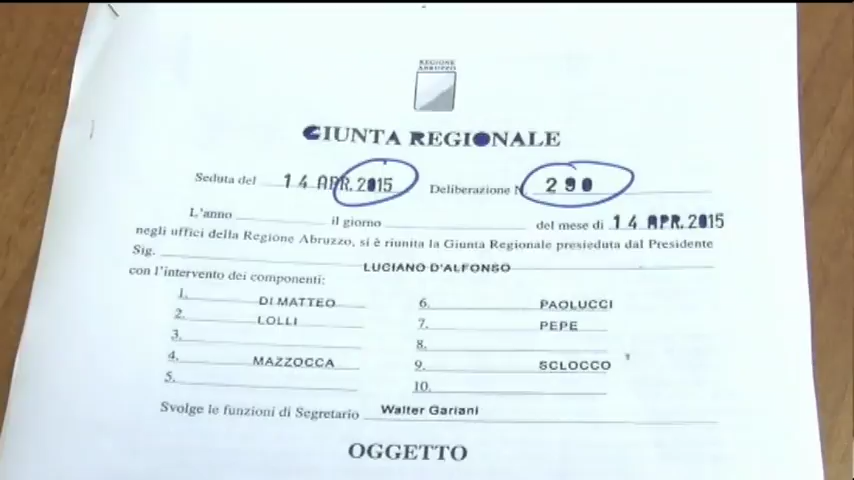 REGIONE
ABRUZZO
GIUNTA REGIONALE
Seduta del 14 APR. 2015 Deliberazione N. 290
L'anno il giorno del mese di 14 APR. 2015
negli uffici della Regione Abruzzo, si è riunita la Giunta Regionale presieduta dal Presidente
Sig. LUCIANO D'ALFONSO
con l'intervento dei componenti:
1. DI MATTEO 6. PAOLUCCI
2. LOLLI 7. PEPE
3. 8.
4. MAZZOCCA 9. SCLOCCO
5. 10.
Svolge le funzioni di Segretario Walter Gariani
OGGETTO